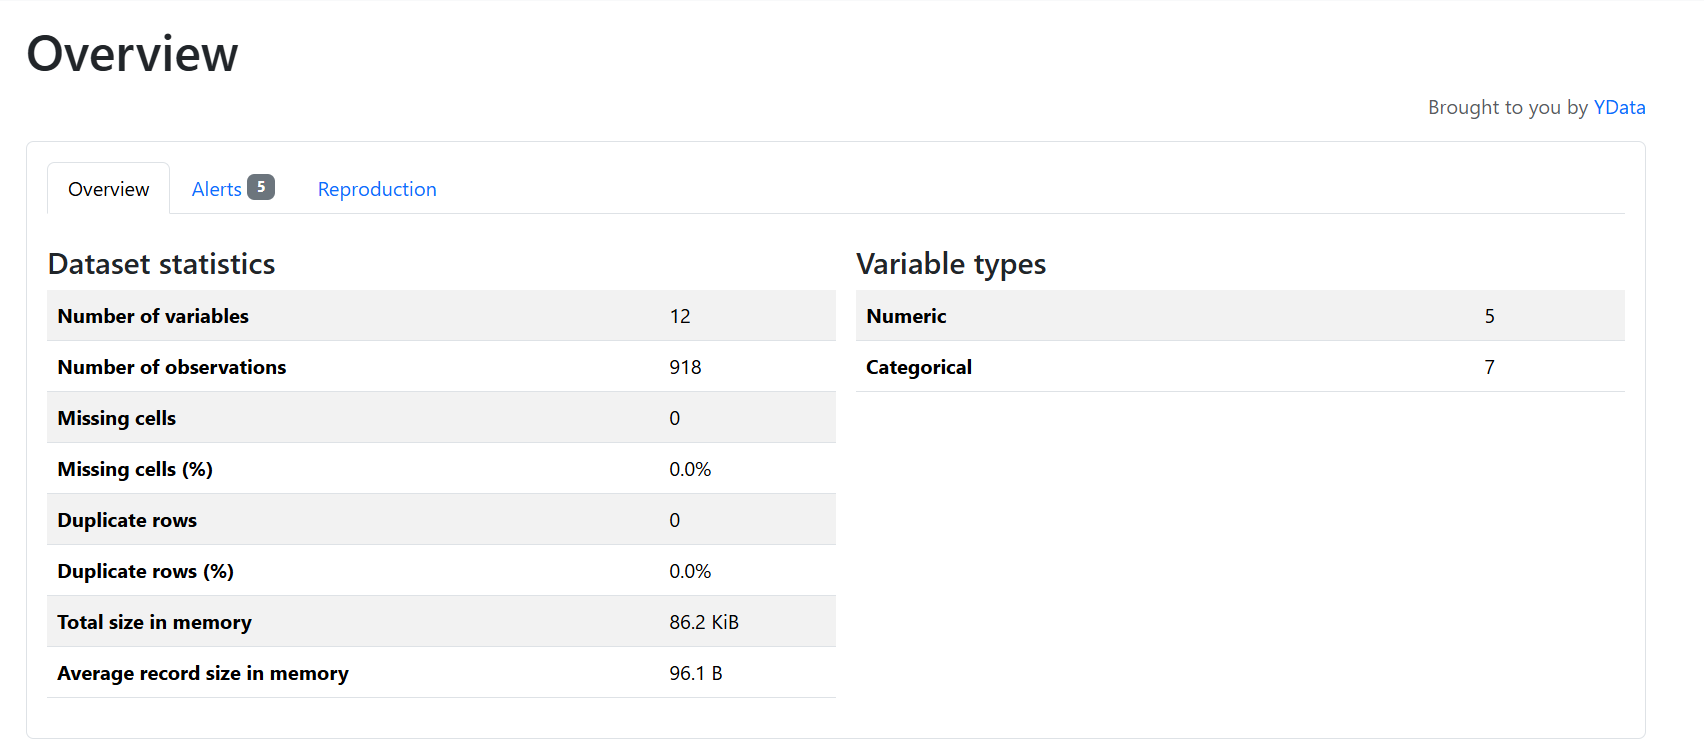 Overview
Brought to you by YData
Overview
Alerts 5
Reproduction
Dataset statistics
Number of variables 12
Number of observations 918
Missing cells 0
Missing cells (%) 0.0%
Duplicate rows 0
Duplicate rows (%) 0.0%
Total size in memory 86.2 KiB
Average record size in memory 96.1 B
Variable types
Numeric 5
Categorical 7